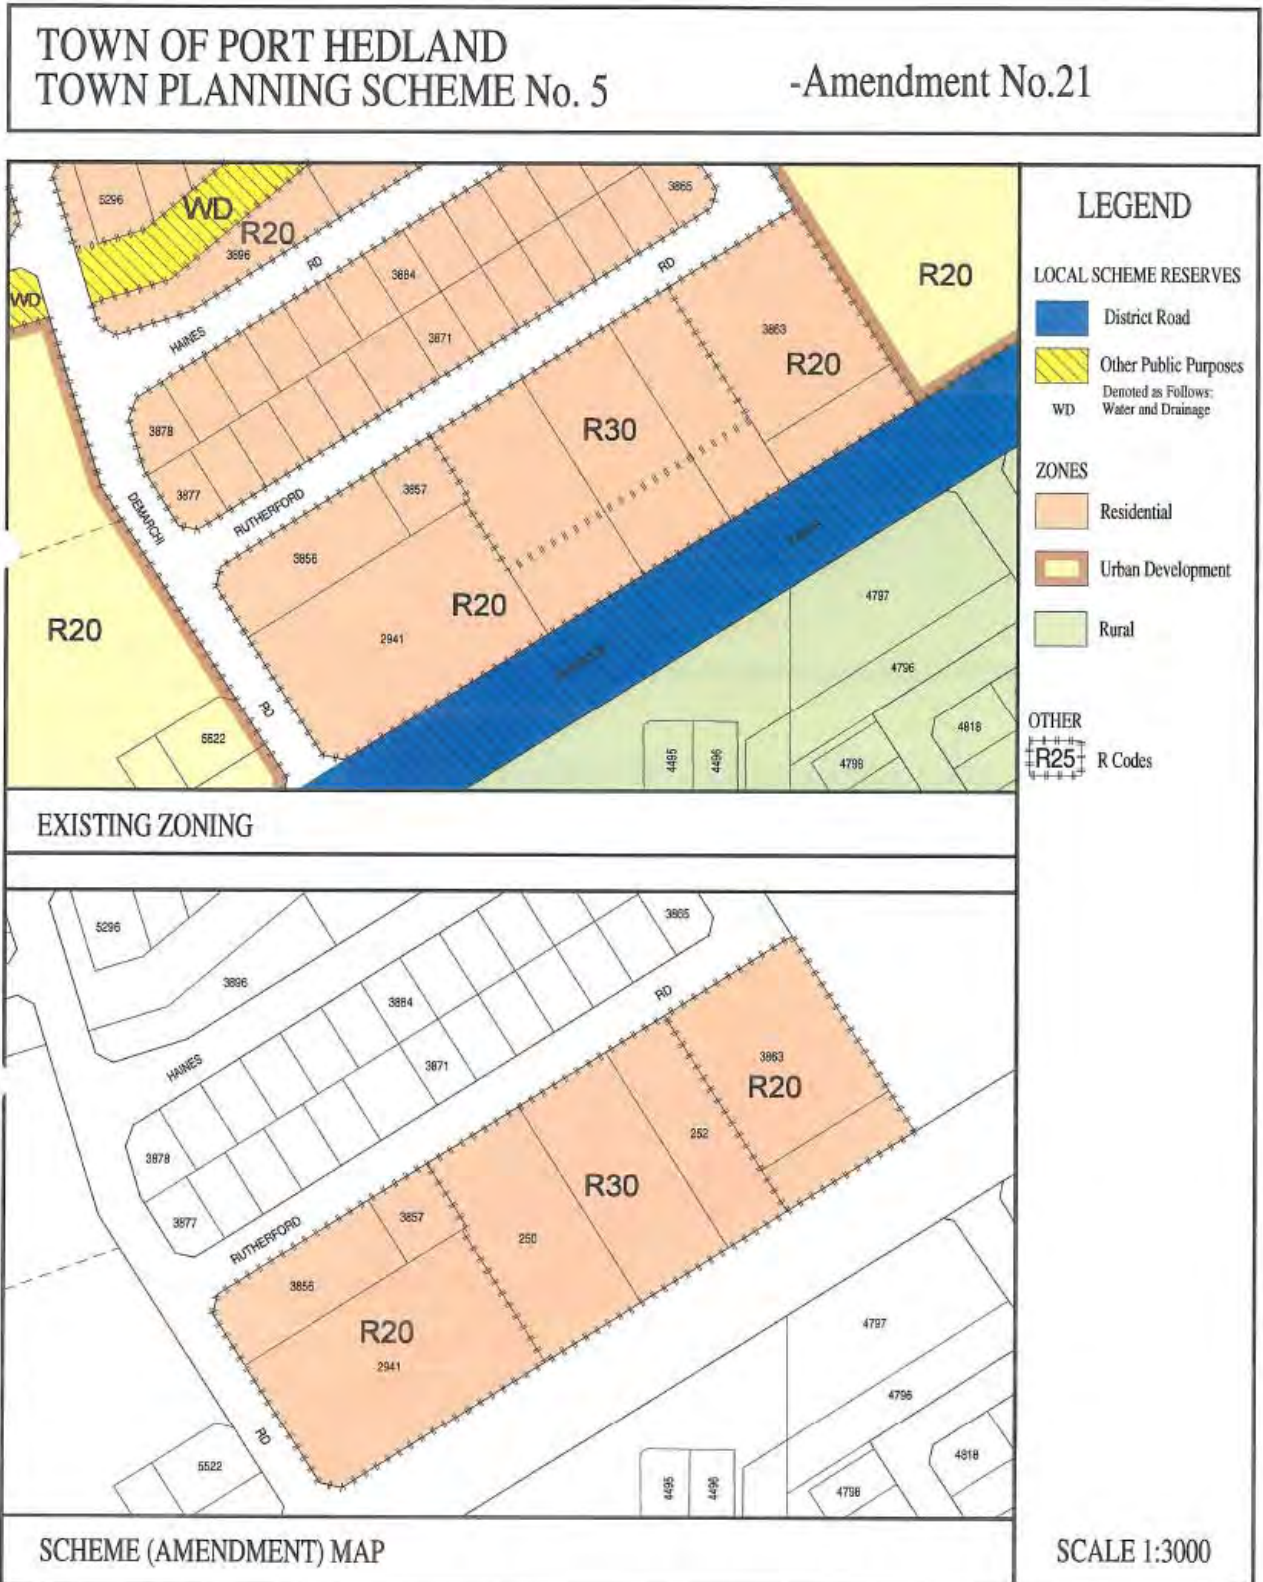 TOWN OF PORT HEDLAND
TOWN PLANNING SCHEME No. 5
-Amendment No.21
5296
WD
R20
3896
3865
RD
RD
3884
WD
HAINES
3871
R20
3863
R20
3878
R30
3877
3857
DEMARCHI
RUTHERFORD
3856
R20
R20
2941
4797
4796
RD
5522
4495
4496
4818
4798
EXISTING ZONING
LEGEND
LOCAL SCHEME RESERVES
District Road
Other Public Purposes
Denoted as Follows:
WD Water and Drainage
ZONES
Residential
Urban Development
Rural
OTHER
R25 R Codes
5296
3865
3896
RD
3884
HAINES
3871
3863
R20
252
3878
R30
3877
3857
RUTHERFORD
250
3856
R20
2941
4797
4796
RD
5522
4495
4496
4818
4798
SCHEME (AMENDMENT) MAP
SCALE 1:3000